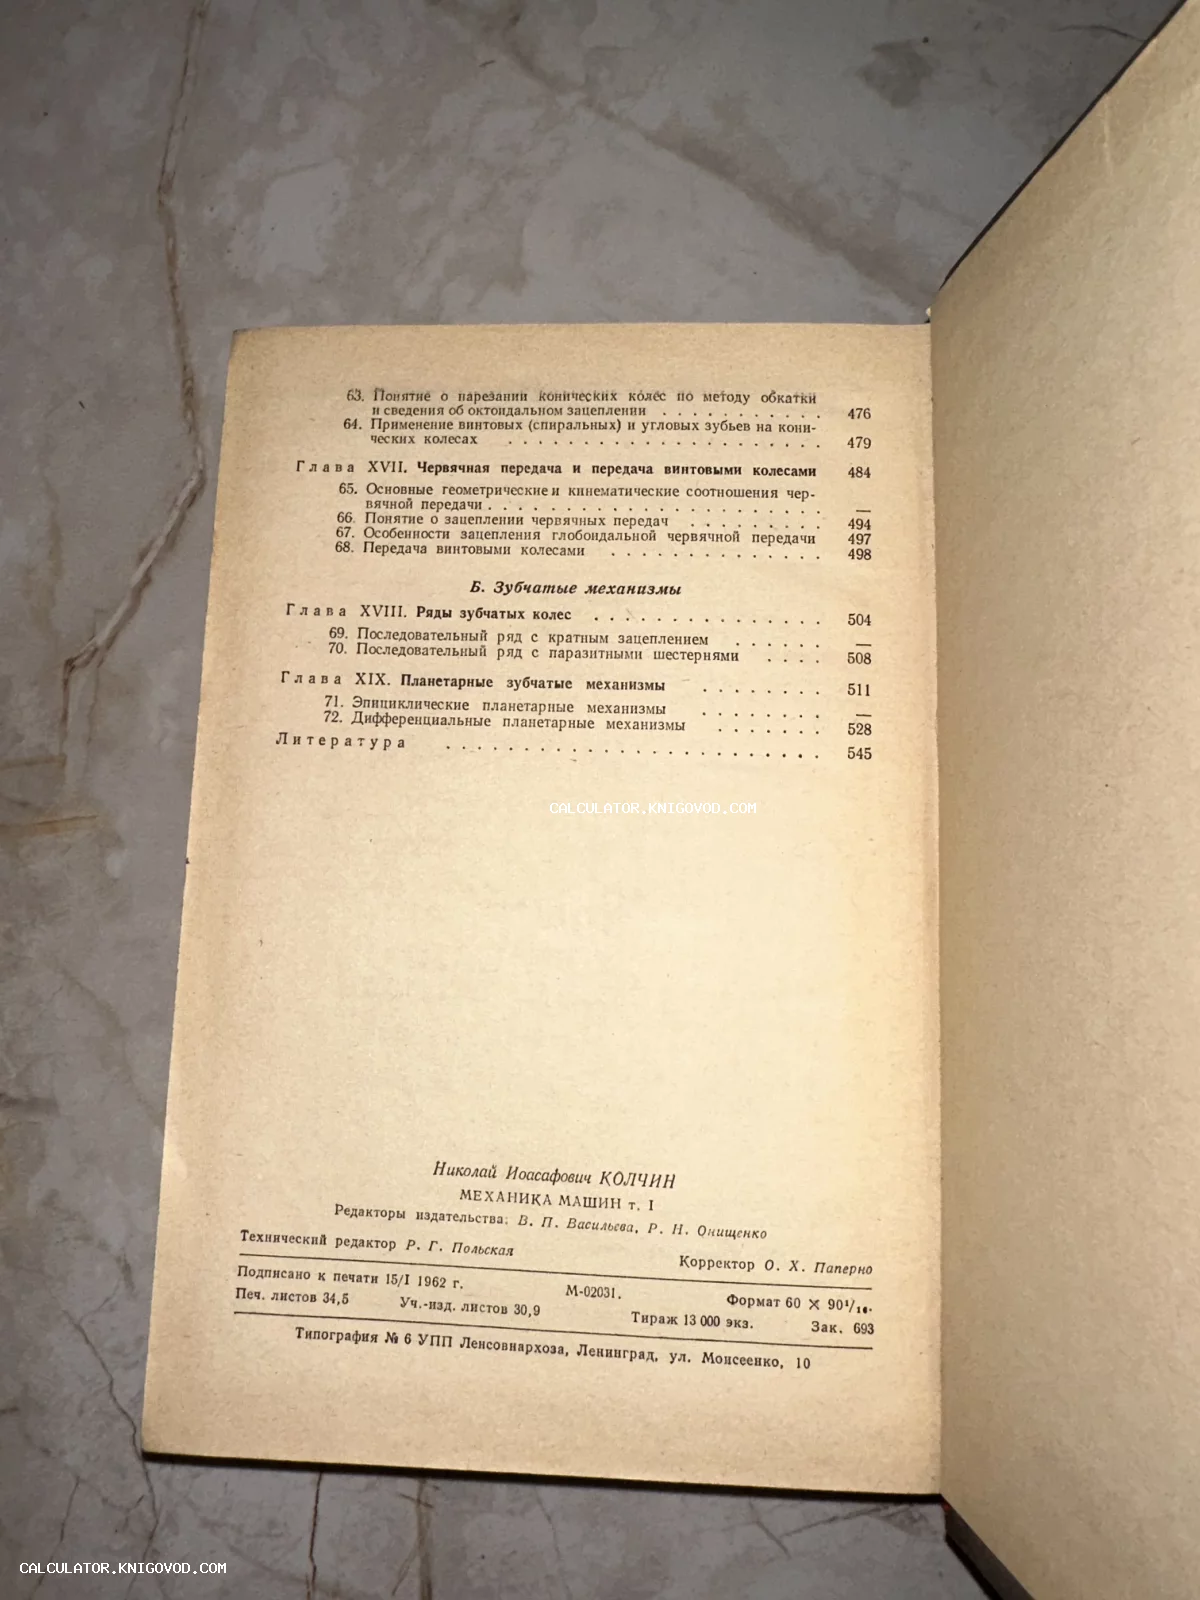 63. Понятие о нарезании конических колес по методу обкатки
и сведения об октоидальном зацеплении . . . . . . . . . . . 476
64. Применение винтовых (спиральных) и угловых зубьев на кони-
ческих колесах . . . . . . . . . . . . . . . . . . . . 479
Глава XVII. Червячная передача и передача винтовыми колесами 484
65. Основные геометрические и кинематические соотношения чер-
вячной передачи . . . . . . . . . . . . . . . . . . . . . . —
66. Понятие о зацеплении червячных передач . . . . . . . . . 494
67. Особенности зацепления глобоидальной червячной передачи 497
68. Передача винтовыми колесами . . . . . . . . . . . . . . 498
Б. Зубчатые механизмы
Глава XVIII. Ряды зубчатых колес . . . . . . . . . . . . . . . 504
69. Последовательный ряд с кратным зацеплением . . . . . . —
70. Последовательный ряд с паразитными шестернями . . . . 508
Глава XIX. Планетарные зубчатые механизмы . . . . . . . . 511
71. Эпициклические планетарные механизмы . . . . . . . . —
72. Дифференциальные планетарные механизмы . . . . . . . 528
Литература . . . . . . . . . . . . . . . . . . . . . . . . 545
CALCULATOR.KNIGOVOD.COM
Николай Иоасафович КОЛЧИН
МЕХАНИКА МАШИН т. I
Редакторы издательства: В. П. Васильева, Р. Н. Онищенко
Технический редактор Р. Г. Польская Корректор О. Х. Паперно
Подписано к печати 15/I 1962 г. М-02031. Формат 60 × 90¹/₁₆.
Печ. листов 34,5 Уч.-изд. листов 30,9 Тираж 13 000 экз. Зак. 693
Типография № 6 УПП Ленсовнархоза, Ленинград, ул. Моисеенко, 10
CALCULATOR.KNIGOVOD.COM